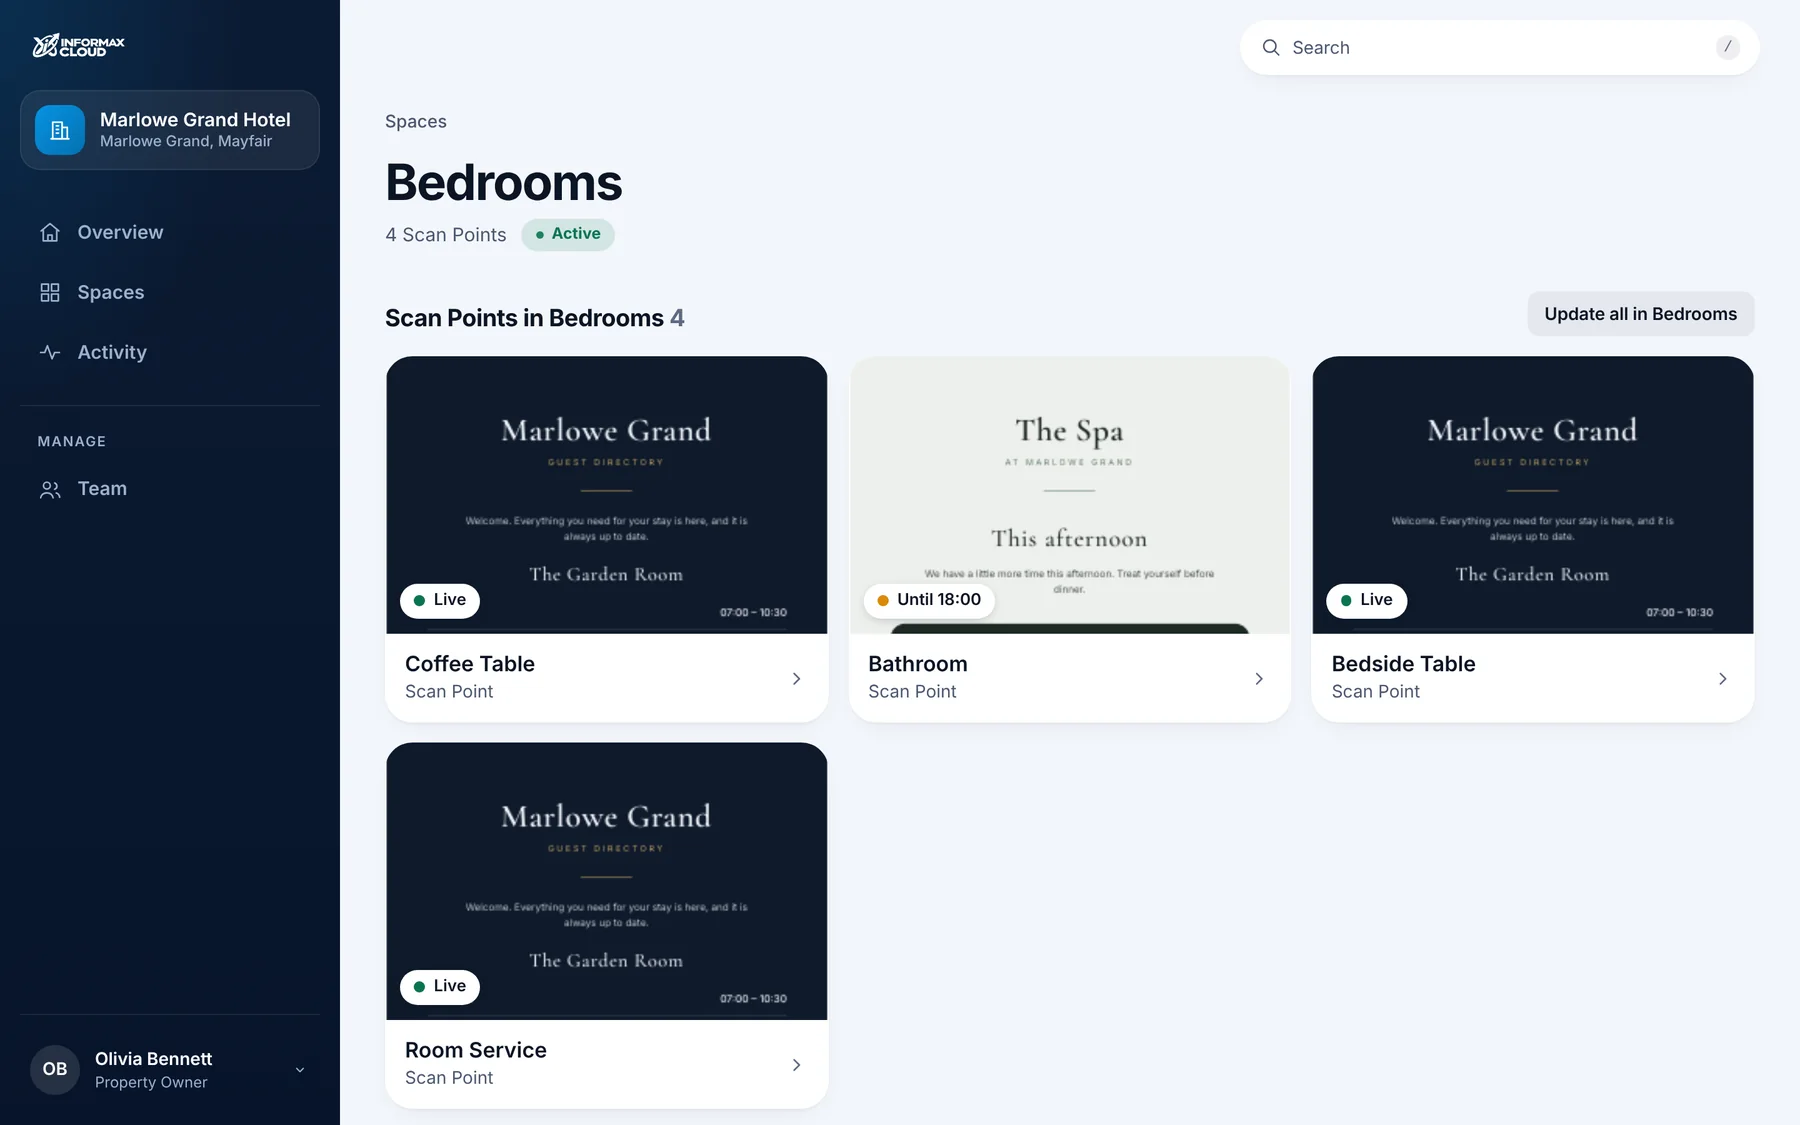 INFORMAX
CLOUD
Marlowe Grand Hotel
Marlowe Grand, Mayfair
Overview
Spaces
Activity
MANAGE
Team
OB
Olivia Bennett
Property Owner
Search
/
Spaces
Bedrooms
4 Scan Points
Active
Scan Points in Bedrooms 4
Update all in Bedrooms
Marlowe Grand
GUEST DIRECTORY
Welcome. Everything you need for your stay is here, and it is
always up to date.
The Garden Room
Live
07:00 – 10:30
Coffee Table
Scan Point
The Spa
AT MARLOWE GRAND
This afternoon
We have a little more time this afternoon. Treat yourself before
dinner.
Until 18:00
Bathroom
Scan Point
Marlowe Grand
GUEST DIRECTORY
Welcome. Everything you need for your stay is here, and it is
always up to date.
The Garden Room
Live
07:00 – 10:30
Bedside Table
Scan Point
Marlowe Grand
GUEST DIRECTORY
Welcome. Everything you need for your stay is here, and it is
always up to date.
The Garden Room
Live
07:00 – 10:30
Room Service
Scan Point